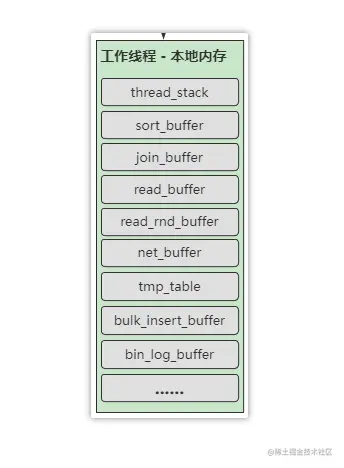 工作线程 - 本地内存
thread_stack
sort_buffer
join_buffer
read_buffer
read_rnd_buffer
net_buffer
tmp_table
bulk_insert_buffer
bin_log_buffer
......
@稀土掘金技术社区